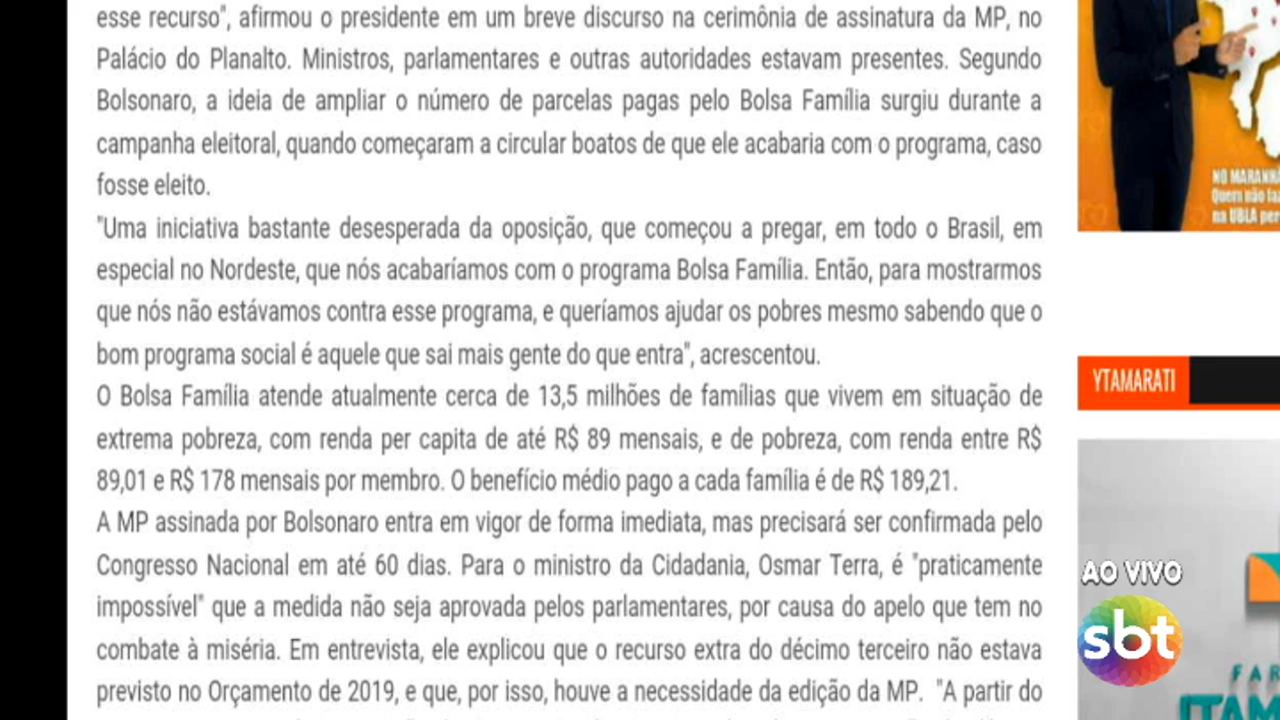 esse recurso", afirmou o presidente em um breve discurso na cerimônia de assinatura da MP, no
Palácio do Planalto. Ministros, parlamentares e outras autoridades estavam presentes. Segundo
Bolsonaro, a ideia de ampliar o número de parcelas pagas pelo Bolsa Família surgiu durante a
campanha eleitoral, quando começaram a circular boatos de que ele acabaria com o programa, caso
fosse eleito.
"Uma iniciativa bastante desesperada da oposição, que começou a pregar, em todo o Brasil, em
especial no Nordeste, que nós acabaríamos com o programa Bolsa Família. Então, para mostrarmos
que nós não estávamos contra esse programa, e queríamos ajudar os pobres mesmo sabendo que o
bom programa social é aquele que sai mais gente do que entra", acrescentou.
O Bolsa Família atende atualmente cerca de 13,5 milhões de famílias que vivem em situação de
extrema pobreza, com renda per capita de até R$ 89 mensais, e de pobreza, com renda entre R$
89,01 e R$ 178 mensais por membro. O benefício médio pago a cada família é de R$ 189,21.
A MP assinada por Bolsonaro entra em vigor de forma imediata, mas precisará ser confirmada pelo
Congresso Nacional em até 60 dias. Para o ministro da Cidadania, Osmar Terra, é "praticamente
impossível" que a medida não seja aprovada pelos parlamentares, por causa do apelo que tem no
combate à miséria. Em entrevista, ele explicou que o recurso extra do décimo terceiro não estava
previsto no Orçamento de 2019, e que, por isso, houve a necessidade da edição da MP. "A partir do
NO MARANHÃ
Quem não faz
na UBLA per
YTAMARATI
AO VIVO
sbt
FAR
ITAM